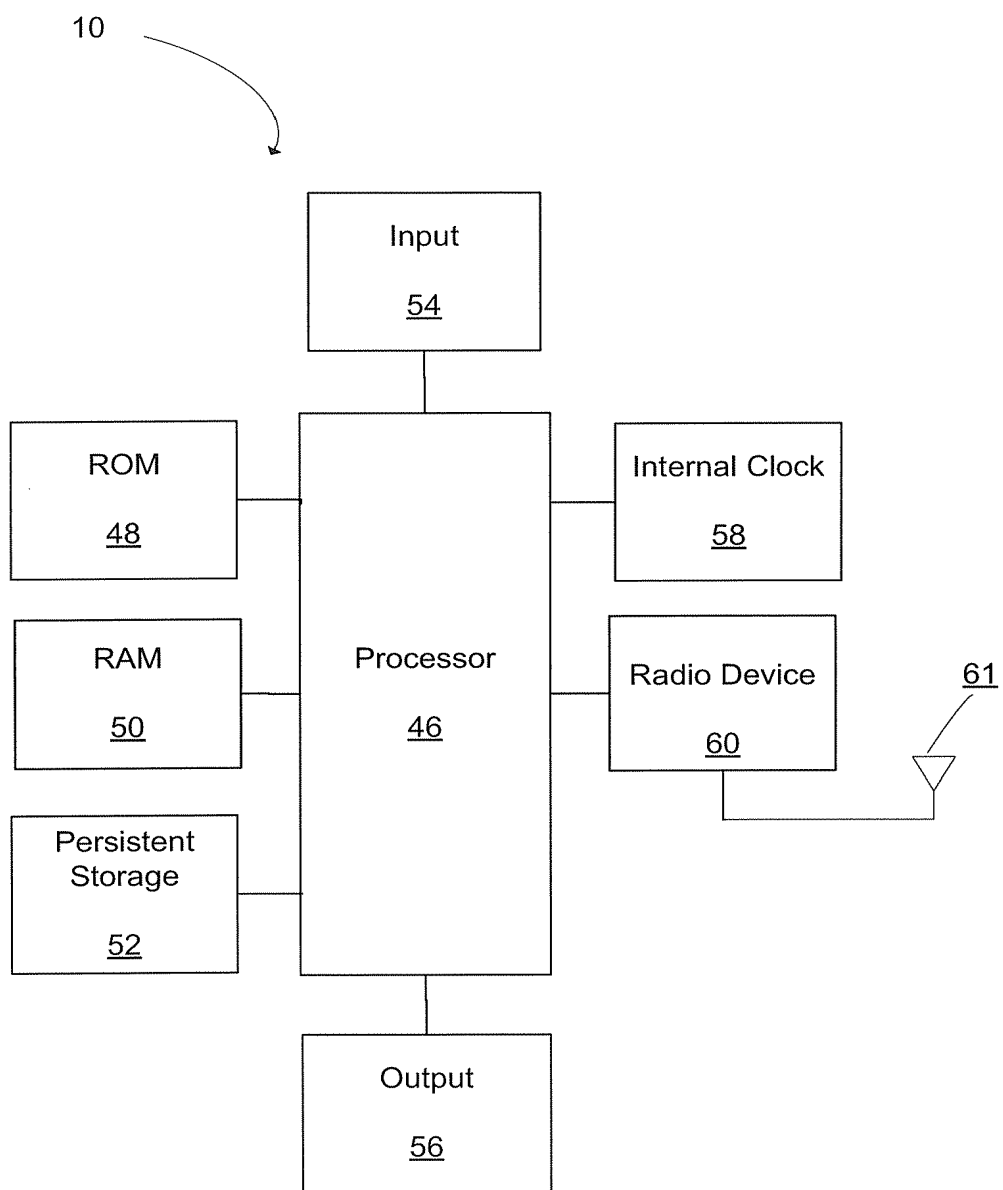 10
Input
54
ROM
48
Internal Clock
58
RAM
50
Processor
46
Radio Device
60
61
Persistent
Storage
52
Output
56